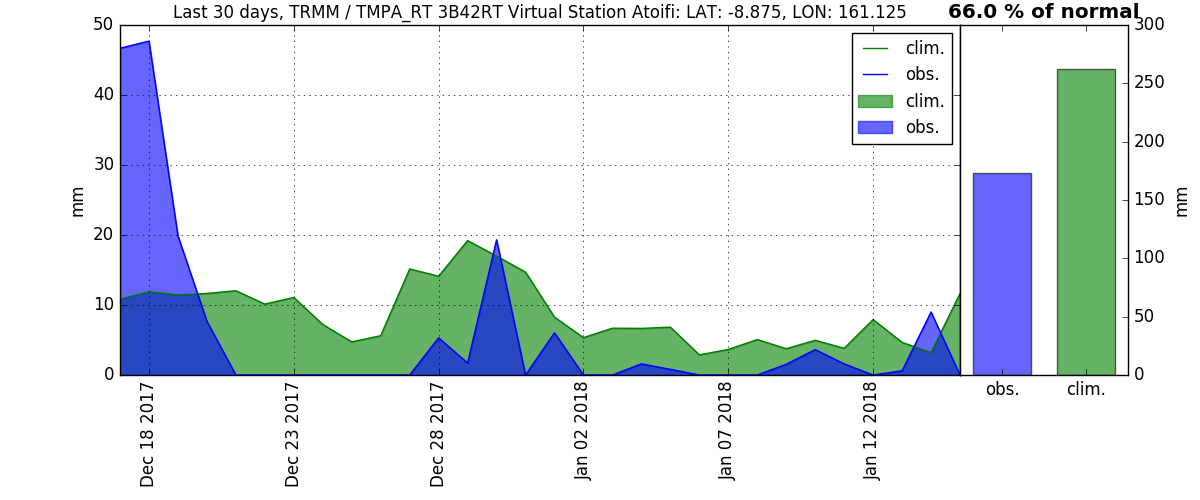 Last 30 days, TRMM / TMPA_RT 3B42RT Virtual Station Atoifi: LAT: -8.875, LON: 161.125
66.0 % of normal
50
40
30
20
10
0
mm
clim.
obs.
clim.
obs.
300
250
200
150
100
50
0
mm
Dec 18 2017
Dec 23 2017
Dec 28 2017
Jan 02 2018
Jan 07 2018
Jan 12 2018
obs.
clim.